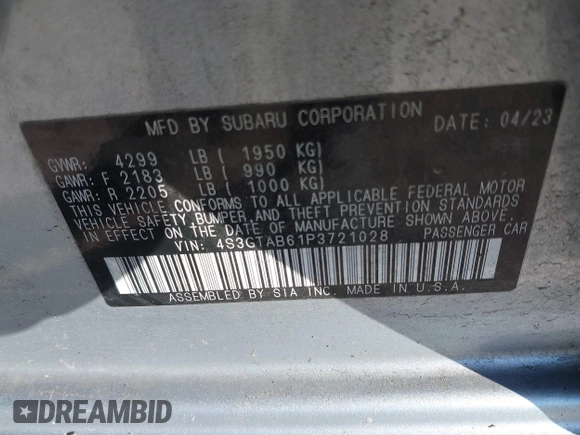 MFD BY SUBARU CORPORATION DATE: 04/23
GVWR: 4299 LB ( 1950 KG)
GAWR: F 2183 LB ( 990 KG)
GAWR: R 2205 LB ( 1000 KG)
THIS VEHICLE CONFORMS TO ALL APPLICABLE FEDERAL MOTOR
VEHICLE SAFETY, BUMPER, AND THEFT PREVENTION STANDARDS
IN EFFECT ON THE DATE OF MANUFACTURE SHOWN ABOVE.
VIN: 4S3GTAB61P3721028 PASSENGER CAR
ASSEMBLED BY SIA INC. MADE IN U.S.A.
DREAMBID